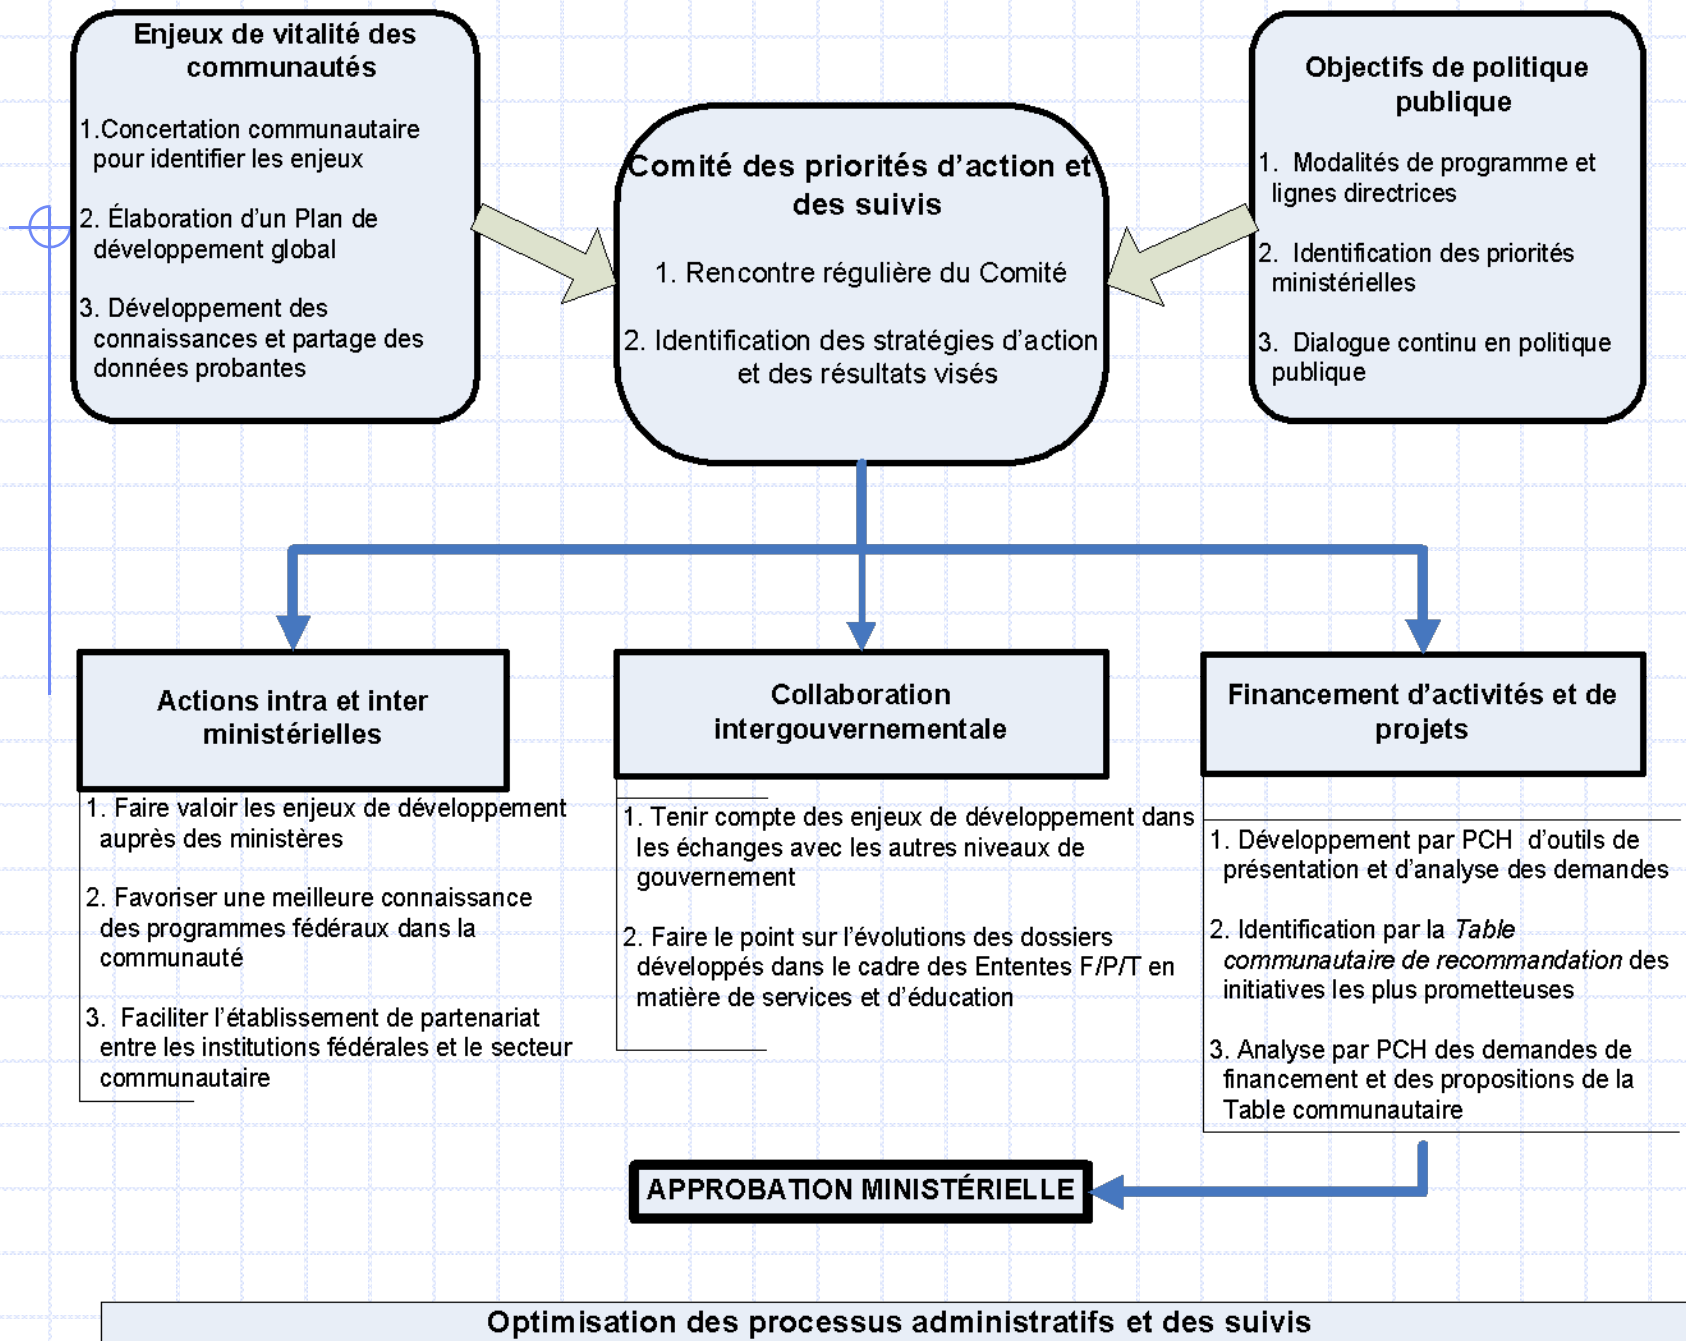 Enjeux de vitalité des
communautés
1.Concertation communautaire
pour identifier les enjeux
2. Élaboration d’un Plan de
développement global
3. Développement des
connaissances et partage des
données probantes
Comité des priorités d’action et
des suivis
1. Rencontre régulière du Comité
2. Identification des stratégies d’action
et des résultats visés
Objectifs de politique
publique
1. Modalités de programme et
lignes directrices
2. Identification des priorités
ministérielles
3. Dialogue continu en politique
publique
Actions intra et inter
ministérielles
1. Faire valoir les enjeux de développement
auprès des ministères
2. Favoriser une meilleure connaissance
des programmes fédéraux dans la
communauté
3. Faciliter l’établissement de partenariat
entre les institutions fédérales et le secteur
communautaire
Collaboration
intergouvernementale
1. Tenir compte des enjeux de développement dans
les échanges avec les autres niveaux de
gouvernement
2. Faire le point sur l’évolutions des dossiers
développés dans le cadre des Ententes F/P/T en
matière de services et d’éducation
Financement d’activités et de
projets
1. Développement par PCH d’outils de
présentation et d’analyse des demandes
2. Identification par la Table
communautaire de recommandation des
initiatives les plus prometteuses
3. Analyse par PCH des demandes de
financement et des propositions de la
Table communautaire
APPROBATION MINISTÉRIELLE
Optimisation des processus administratifs et des suivis